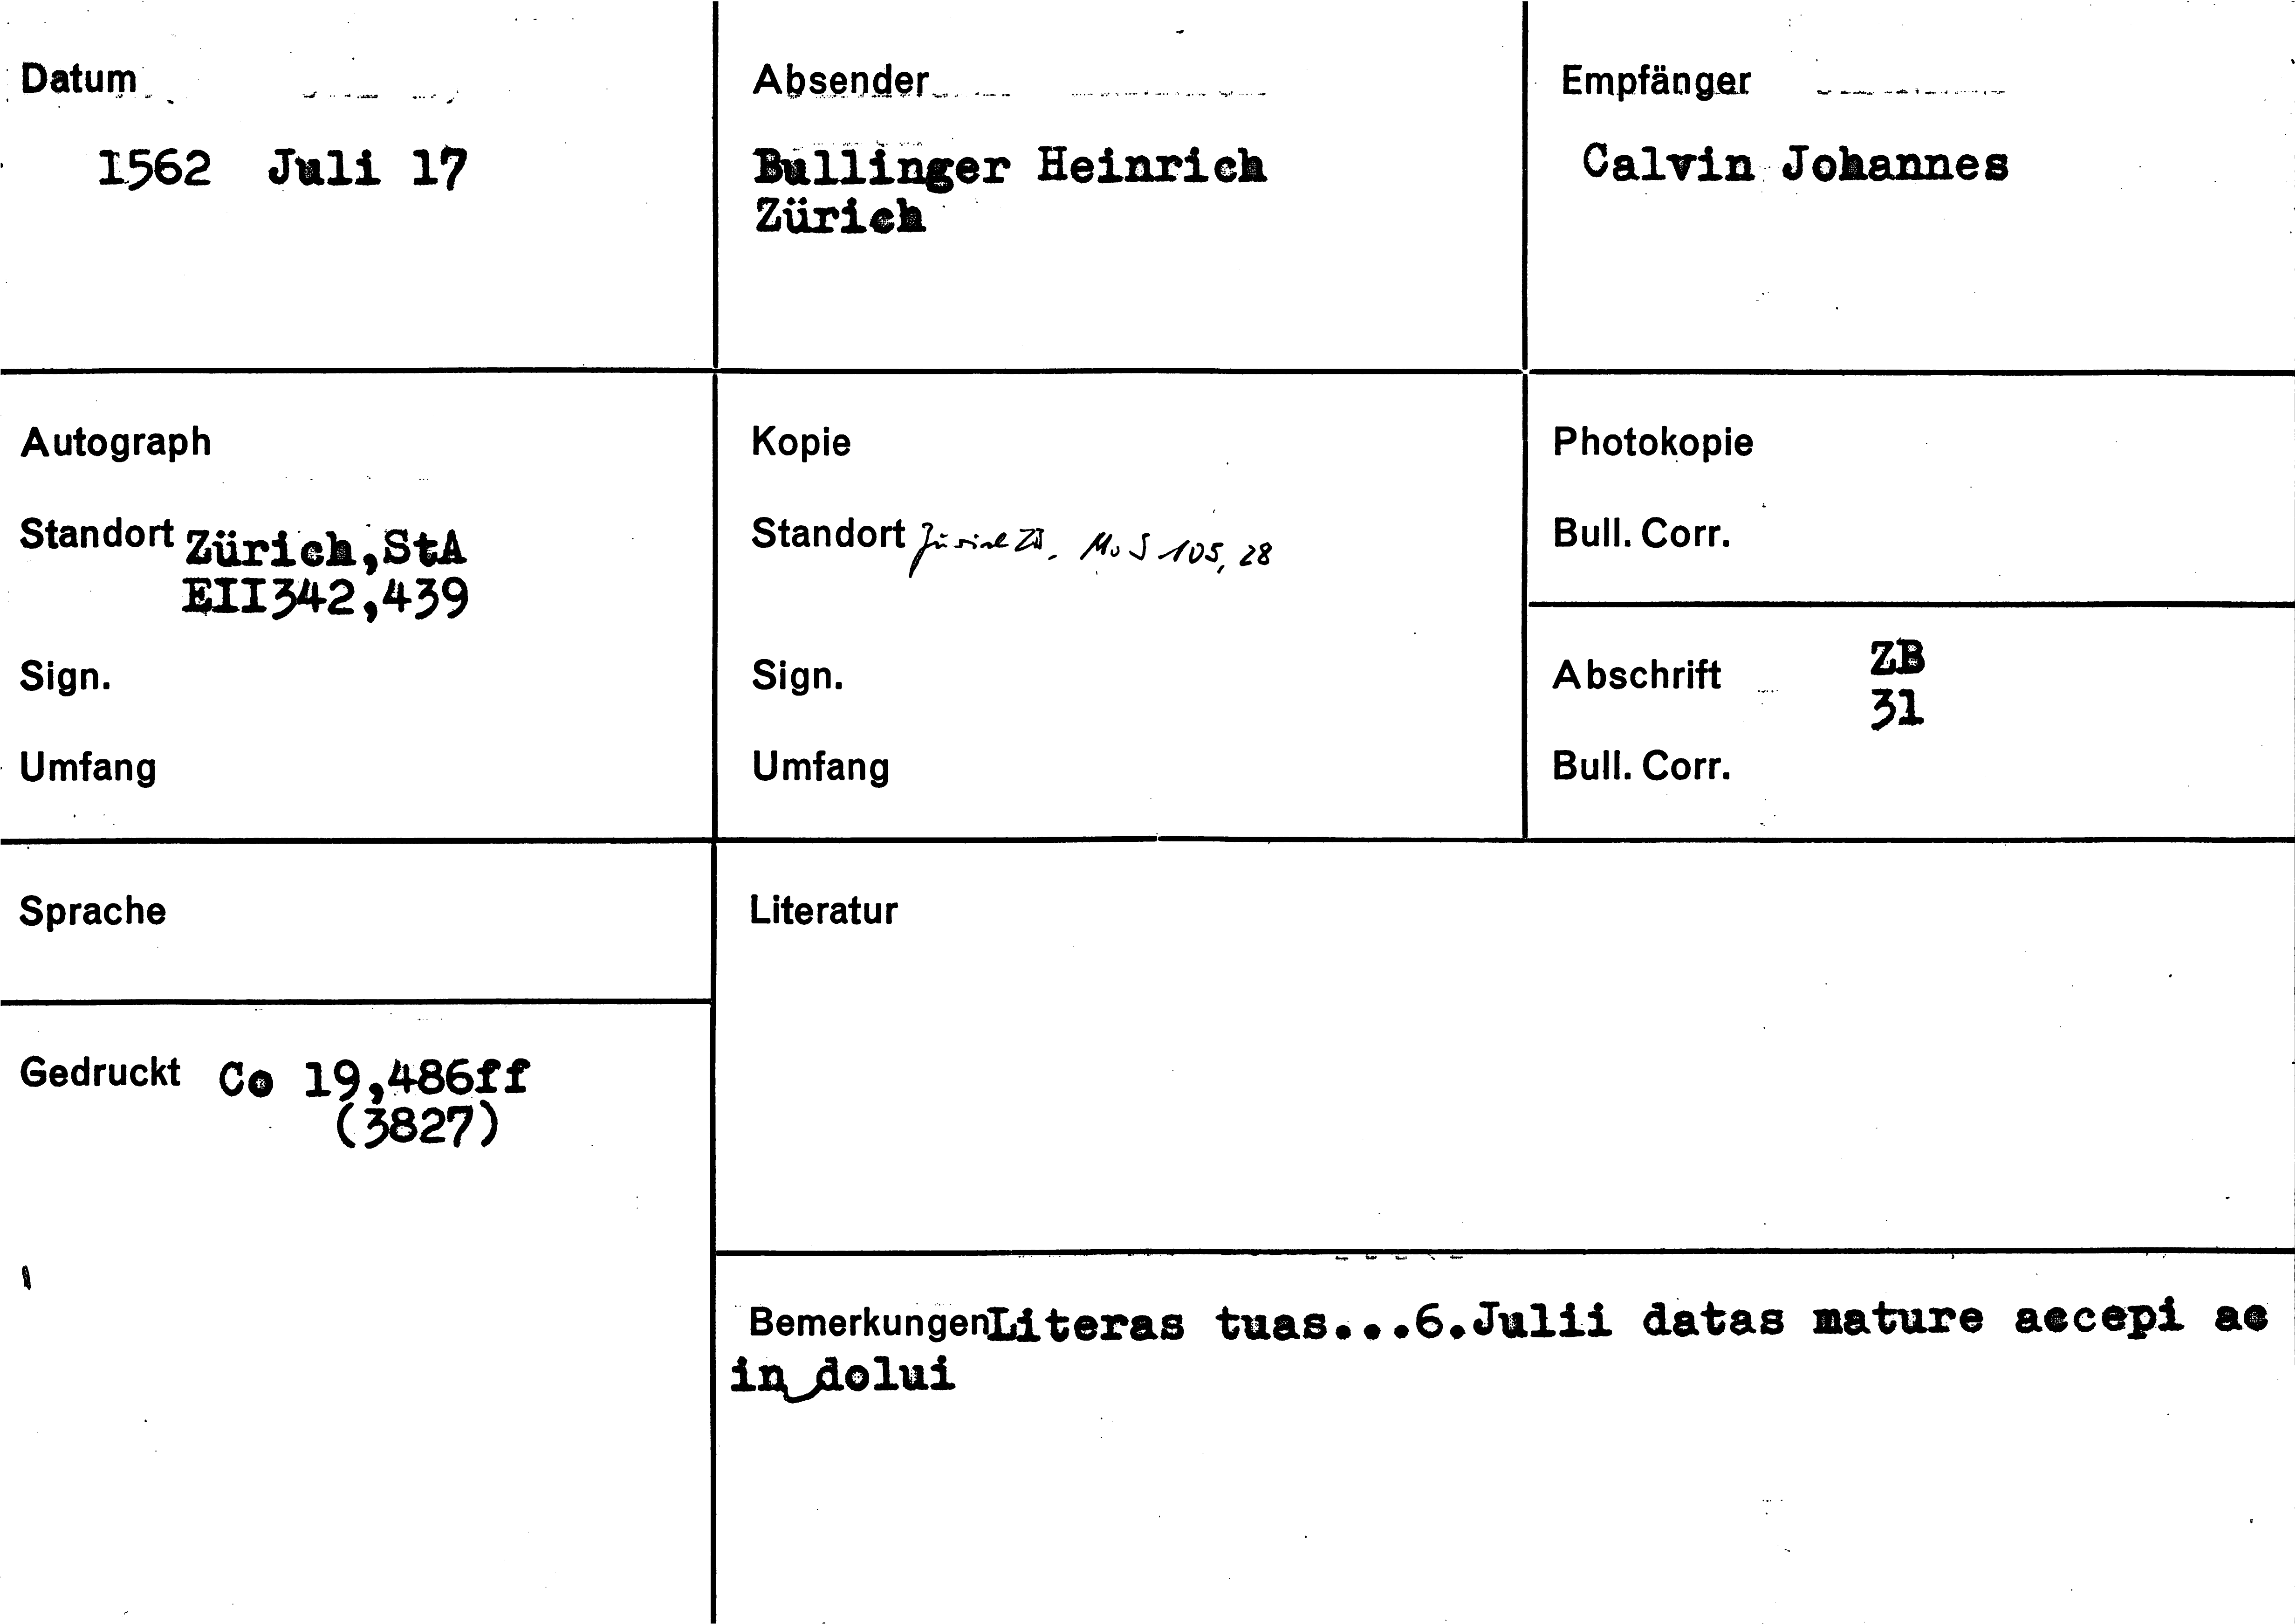 Datum
1562 Juli 17
Absender
Bullinger Heinrich
Zürich
Empfänger
Calvin Johannes
Autograph
Standort Zürich,StA
EII342,439
Sign.
Umfang
Kopie
Standort Zürich ZB. Ms S 105, 28
Sign.
Umfang
Photokopie
Bull. Corr.
Abschrift ZB
31
Bull. Corr.
Sprache
Literatur
Gedruckt Co 19,486ff
(3827)
Bemerkungen Literas tuas...6.Julii datas mature accepi ac
in dolui